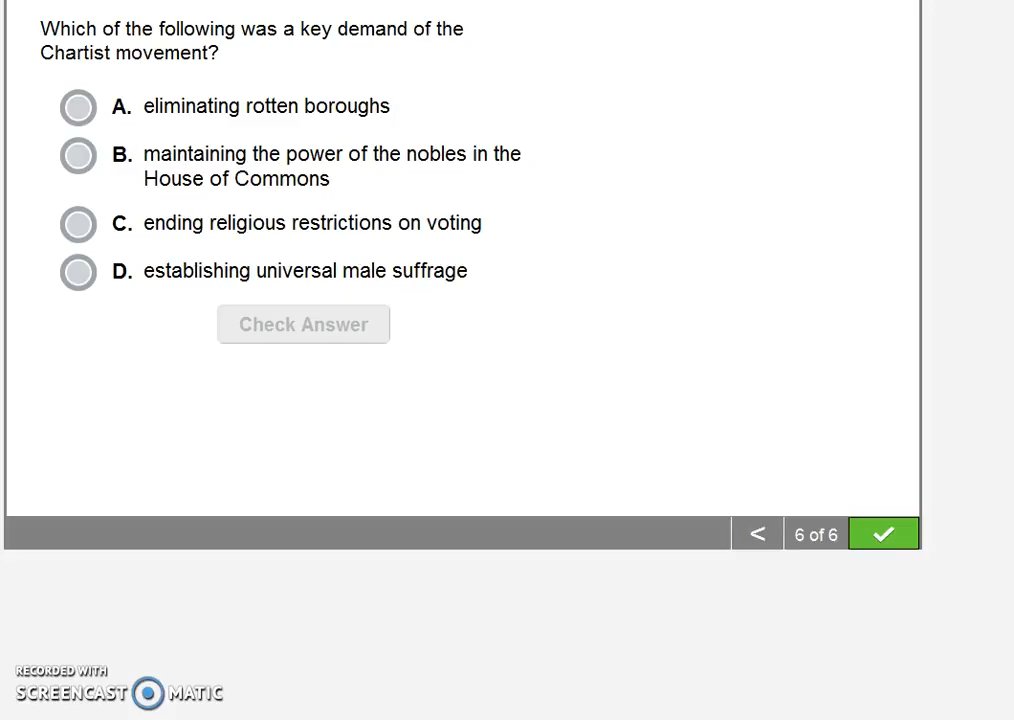 Which of the following was a key demand of the
Chartist movement?
A. eliminating rotten boroughs
B. maintaining the power of the nobles in the
House of Commons
C. ending religious restrictions on voting
D. establishing universal male suffrage
Check Answer
< 6 of 6
RECORDED WITH
SCREENCAST MATIC